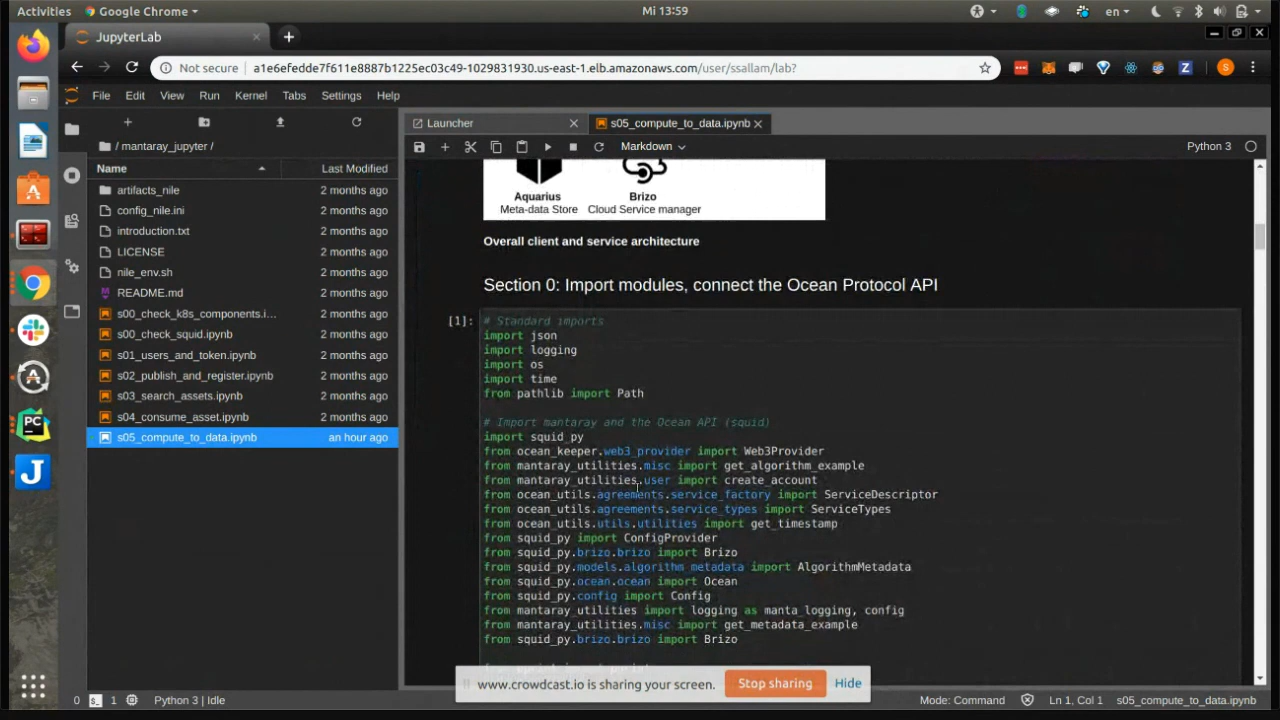 Activities
Google Chrome
Mi 13:59
en
JupyterLab
Not secure
a1e6efedde7f611e8887b1225ec03c49-1029831930.us-east-1.elb.amazonaws.com/user/ssallam/lab?
S
File Edit View Run Kernel Tabs Settings Help
Launcher
s05_compute_to_data.ipynb
/ mantaray_jupyter /
Markdown
Python 3
Name Last Modified
artifacts_nile 2 months ago
config_nile.ini 2 months ago
introduction.txt 2 months ago
LICENSE 2 months ago
nile_env.sh 2 months ago
README.md 2 months ago
s00_check_k8s_components.i... 2 months ago
s00_check_squid.ipynb 2 months ago
s01_users_and_token.ipynb 2 months ago
s02_publish_and_register.ipynb 2 months ago
s03_search_assets.ipynb 2 months ago
s04_consume_asset.ipynb 2 months ago
s05_compute_to_data.ipynb an hour ago
Aquarius Brizo
Meta-data Store Cloud Service manager
Overall client and service architecture
Section 0: Import modules, connect the Ocean Protocol API
[1]:
# Standard imports
import json
import logging
import os
import time
from pathlib import Path
# Import mantaray and the Ocean API (squid)
import squid_py
from ocean_keeper.web3_provider import Web3Provider
from mantaray_utilities.misc import get_algorithm_example
from mantaray_utilities.user import create_account
from ocean_utils.agreements.service_factory import ServiceDescriptor
from ocean_utils.agreements.service_types import ServiceTypes
from ocean_utils.utils.utilities import get_timestamp
from squid_py import ConfigProvider
from squid_py.brizo.brizo import Brizo
from squid_py.models.algorithm_metadata import AlgorithmMetadata
from squid_py.ocean.ocean import Ocean
from squid_py.config import Config
from mantaray_utilities import logging as manta_logging, config
from mantaray_utilities.misc import get_metadata_example
from squid_py.brizo.brizo import Brizo
www.crowdcast.io is sharing your screen.
Stop sharing
Hide
PC
J
0
1
Python 3 | Idle
Mode: Command
Ln 1, Col 1
s05_compute_to_data.ipynb